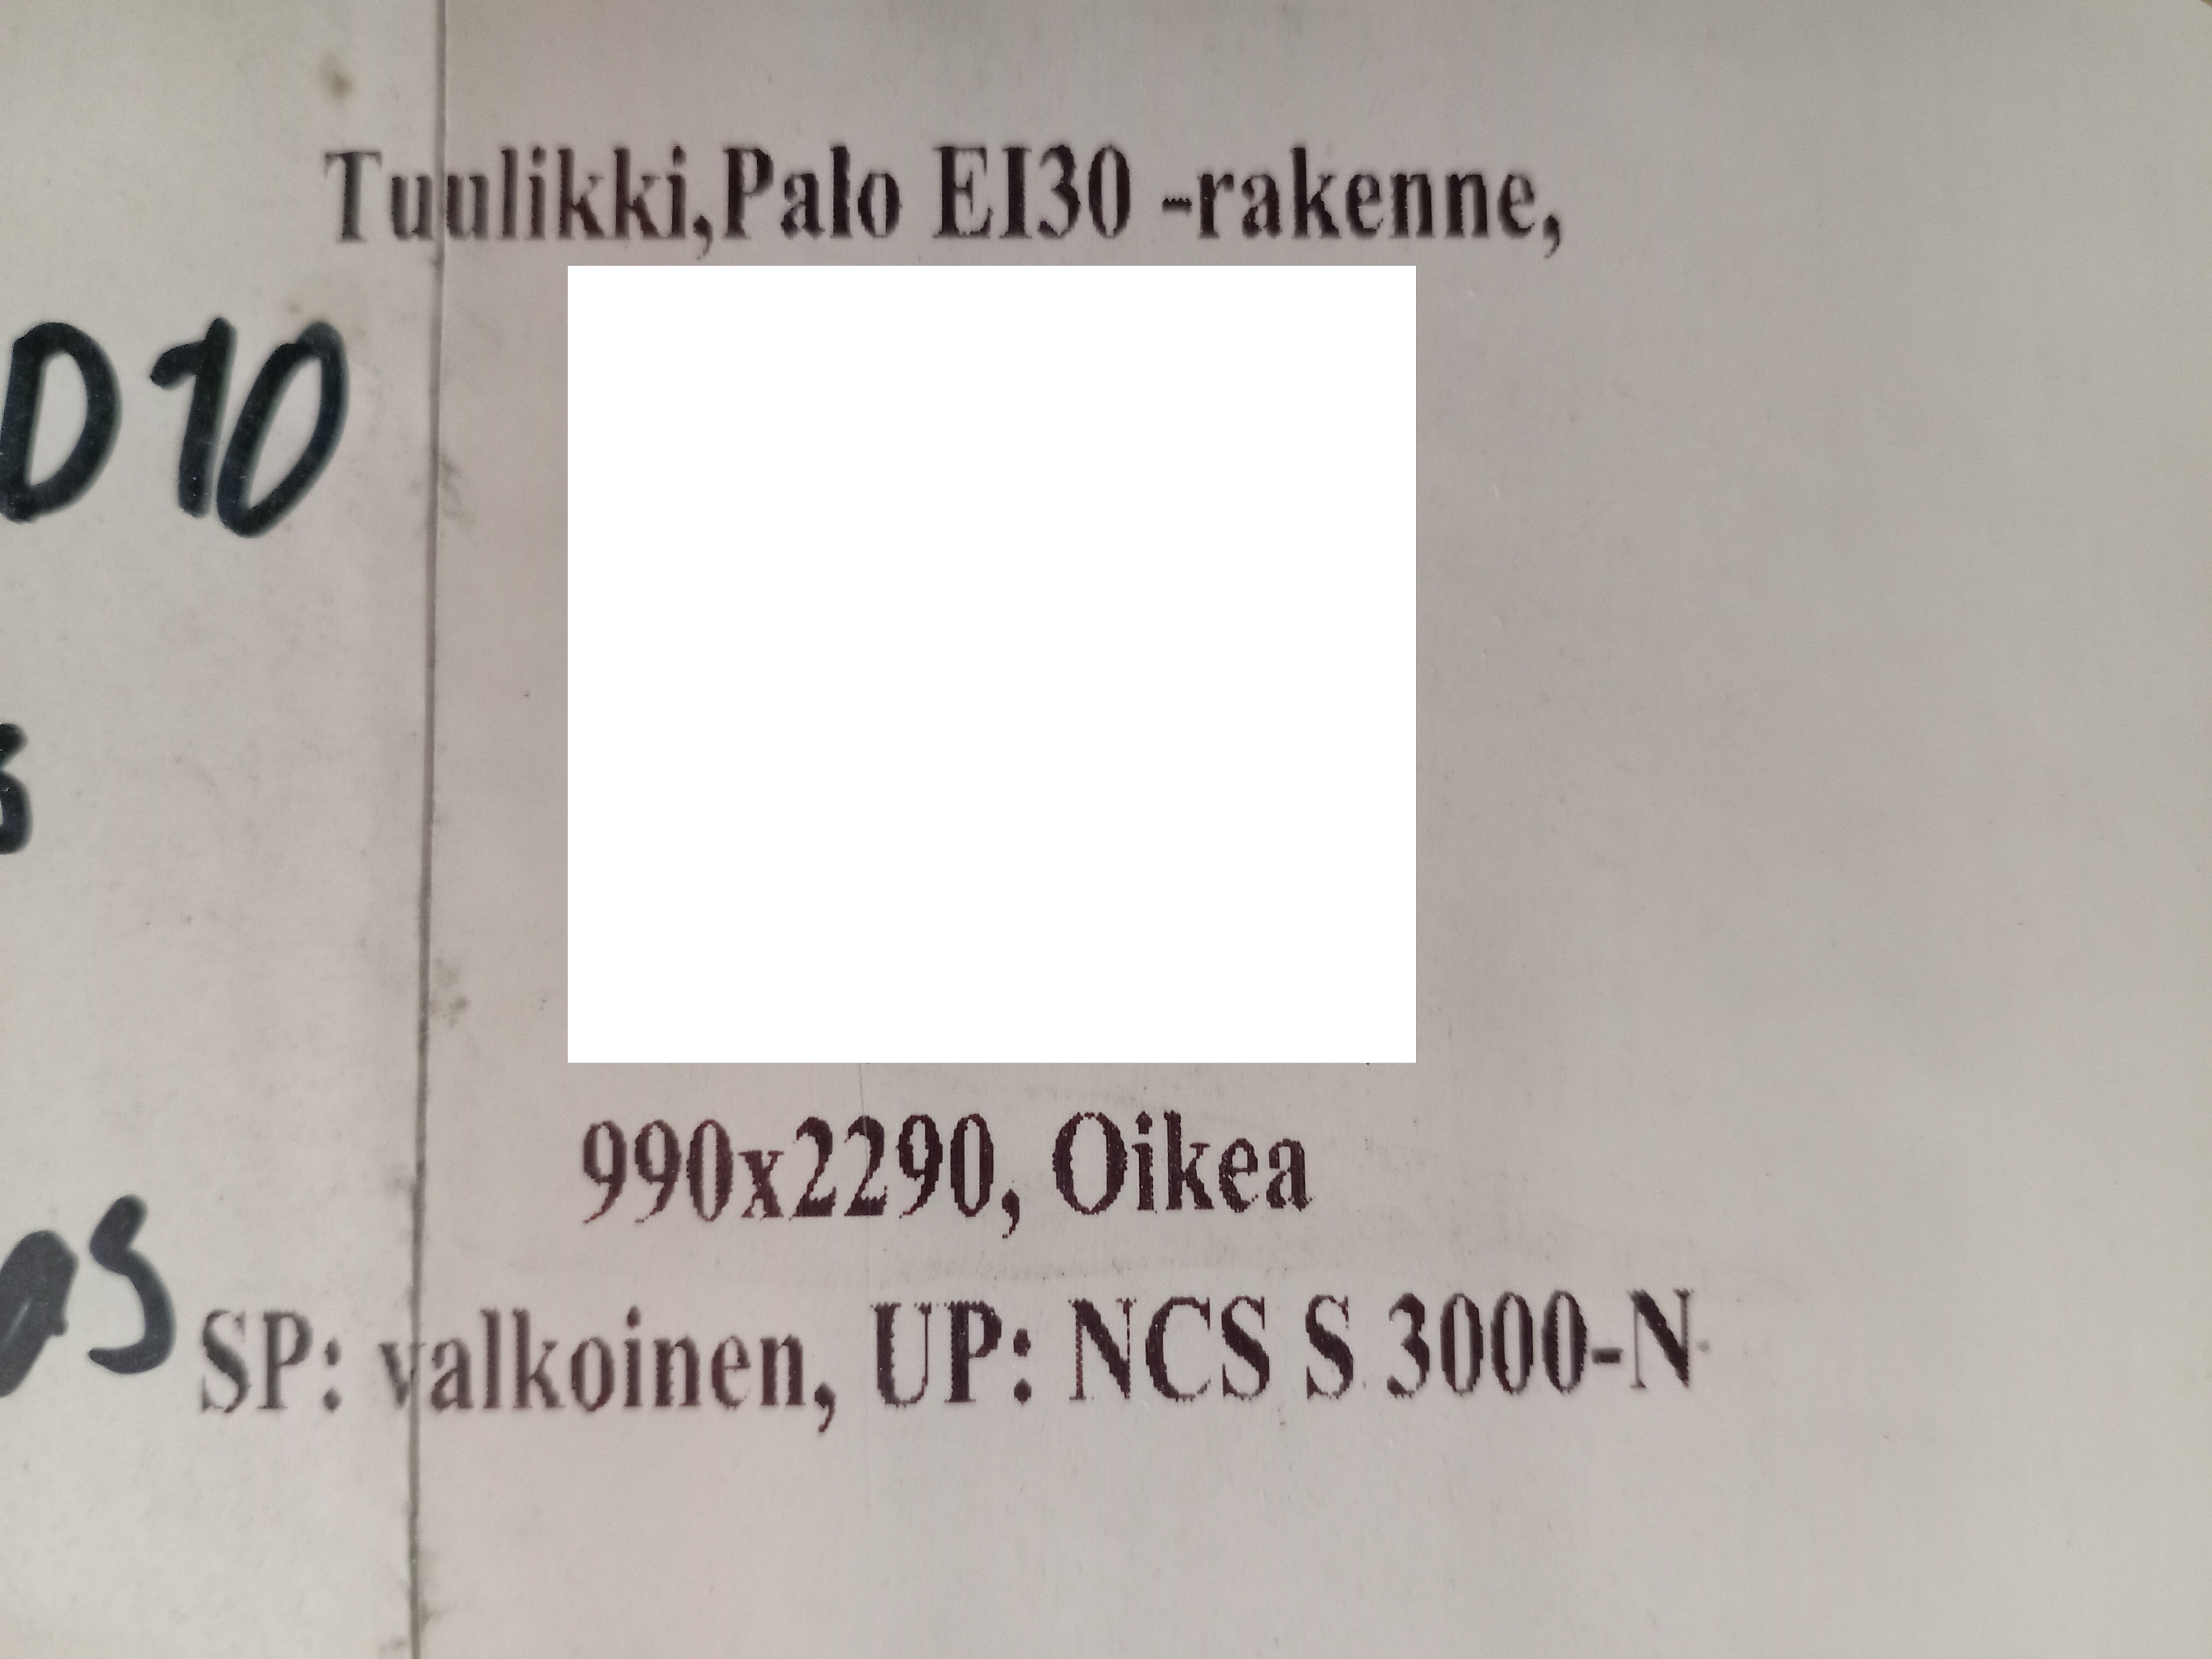 Tuulikki,Palo EI30 -rakenne,
D10
990x2290, Oikea
SP: valkoinen, UP: NCS S 3000-N